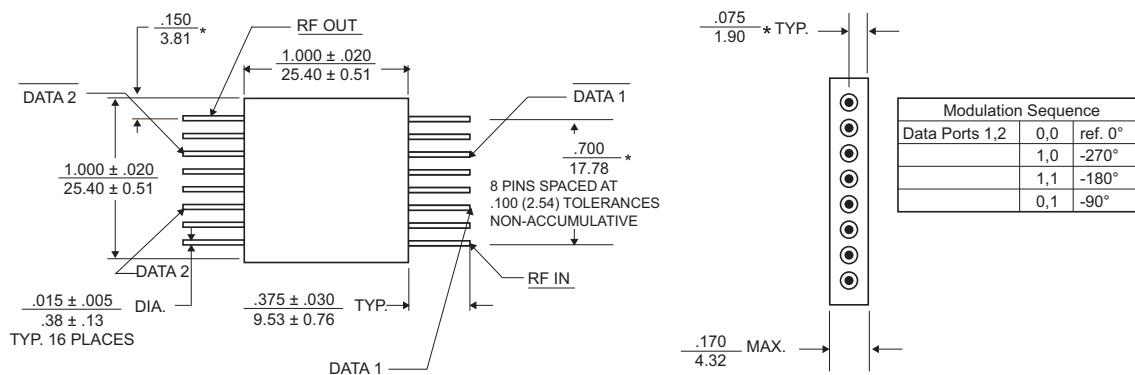 .150
3.81 *
RF OUT
1.000 ± .020
25.40 ± 0.51
DATA 2
DATA 1
1.000 ± .020
25.40 ± 0.51
.700
17.78 *
8 PINS SPACED AT
.100 (2.54) TOLERANCES
NON-ACCUMULATIVE
DATA 2
RF IN
.015 ± .005
.38 ± .13
DIA.
TYP. 16 PLACES
.375 ± .030
9.53 ± 0.76
TYP.
DATA 1
.075
1.90 * TYP.
.170
4.32
MAX.
Modulation Sequence
Data Ports 1,2 0,0 ref. 0°
1,0 -270°
1,1 -180°
0,1 -90°